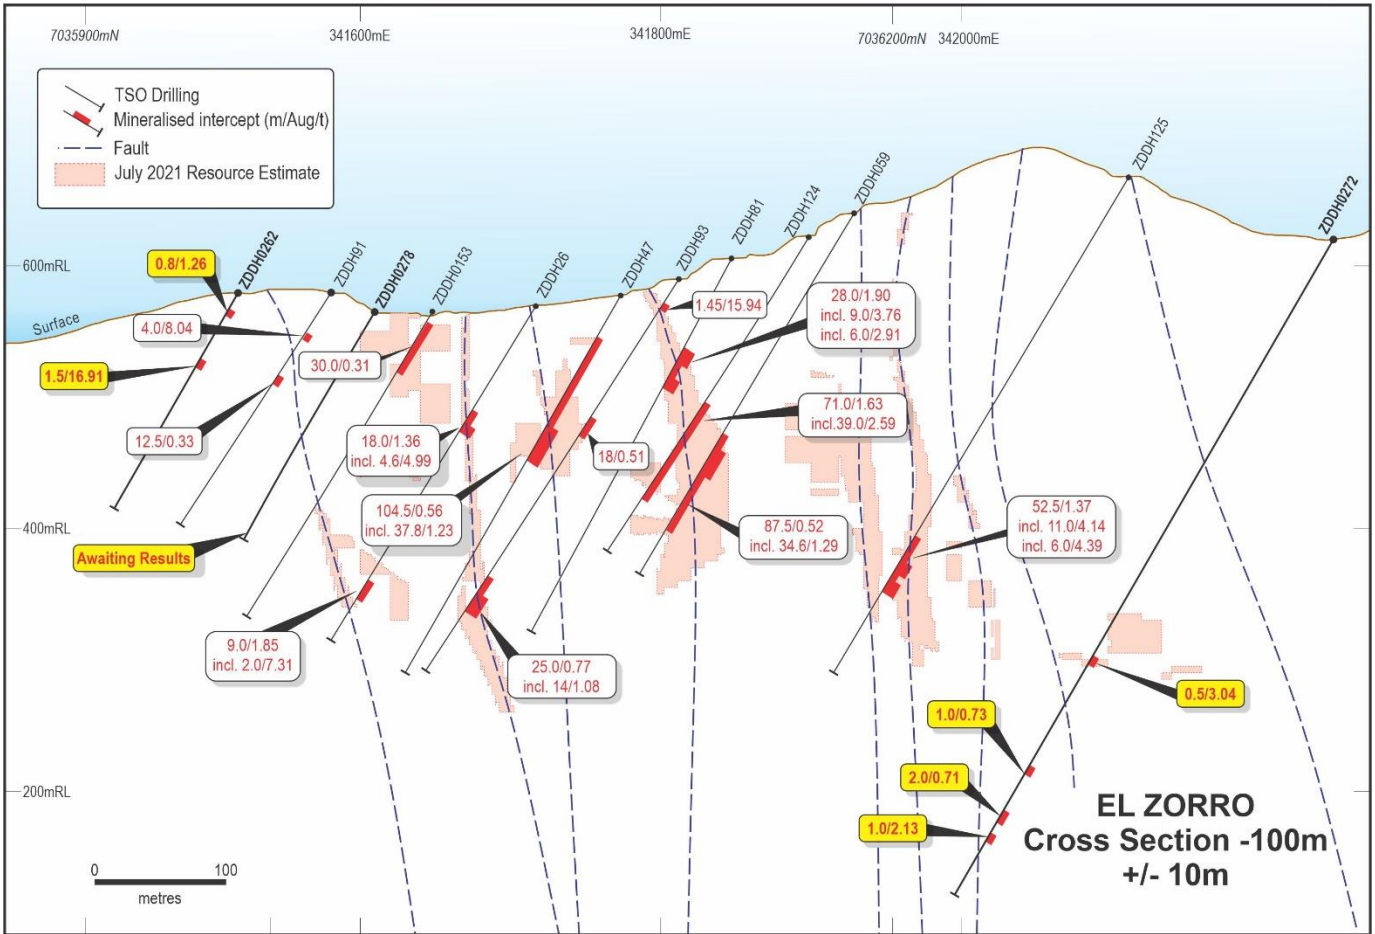 7035900mN
341600mE
341800mE
7036200mN
342000mE
TSO Drilling
Mineralised intercept (m/Aug/t)
Fault
July 2021 Resource Estimate
ZDDH0262
ZDDH91
ZDDH0278
ZDDH0153
ZDDH26
ZDDH47
ZDDH93
ZDDH81
ZDDH124
ZDDH059
ZDDH125
ZDDH0272
600mRL
400mRL
200mRL
Surface
0.8/1.26
4.0/8.04
1.5/16.91
12.5/0.33
30.0/0.31
1.45/15.94
28.0/1.90
incl. 9.0/3.76
incl. 6.0/2.91
18.0/1.36
incl. 4.6/4.99
18/0.51
71.0/1.63
incl.39.0/2.59
104.5/0.56
incl. 37.8/1.23
87.5/0.52
incl. 34.6/1.29
52.5/1.37
incl. 11.0/4.14
incl. 6.0/4.39
Awaiting Results
9.0/1.85
incl. 2.0/7.31
25.0/0.77
incl. 14/1.08
0.5/3.04
1.0/0.73
2.0/0.71
1.0/2.13
EL ZORRO
Cross Section -100m
+/- 10m
0 100
metres